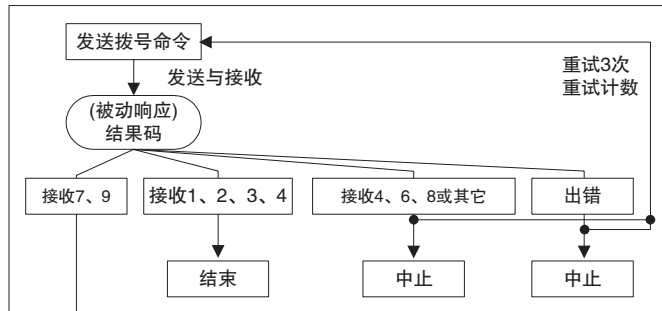 发送拨号命令
发送与接收
重试3次
重试计数
(被动响应)
结果码
接收7、9
接收1、2、3、4
接收4、6、8或其它
出错
结束
中止
中止